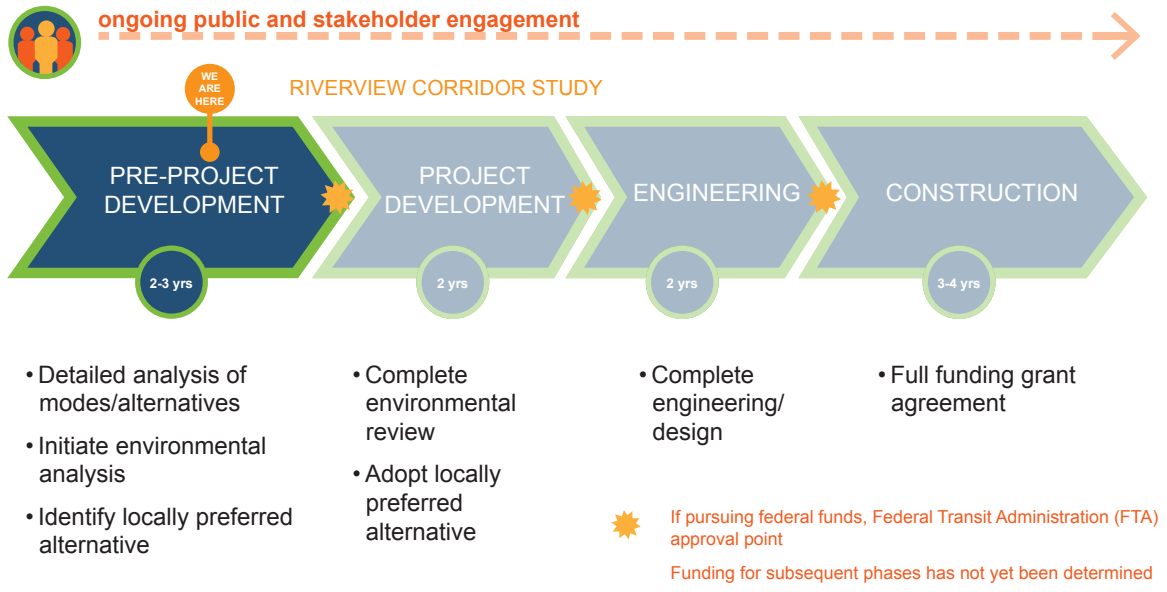 ongoing public and stakeholder engagement
WE
ARE
HERE
RIVERVIEW CORRIDOR STUDY
PRE-PROJECT
DEVELOPMENT
PROJECT
DEVELOPMENT
ENGINEERING
CONSTRUCTION
2-3 yrs
2 yrs
2 yrs
3-4 yrs
• Detailed analysis of
modes/alternatives
• Initiate environmental
analysis
• Identify locally preferred
alternative
• Complete
environmental
review
• Adopt locally
preferred
alternative
• Complete
engineering/
design
• Full funding grant
agreement
If pursuing federal funds, Federal Transit Administration (FTA)
approval point
Funding for subsequent phases has not yet been determined